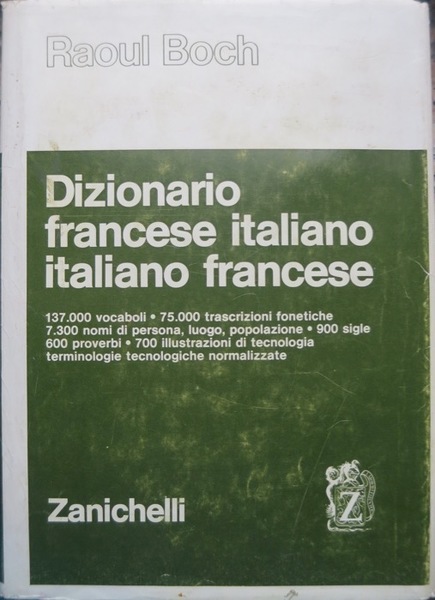 Raoul Boch
Dizionario
francese italiano
italiano francese
137.000 vocaboli • 75.000 trascrizioni fonetiche
7.300 nomi di persona, luogo, popolazione • 900 sigle
600 proverbi • 700 illustrazioni di tecnologia
terminologie tecnologiche normalizzate
Zanichelli
Z